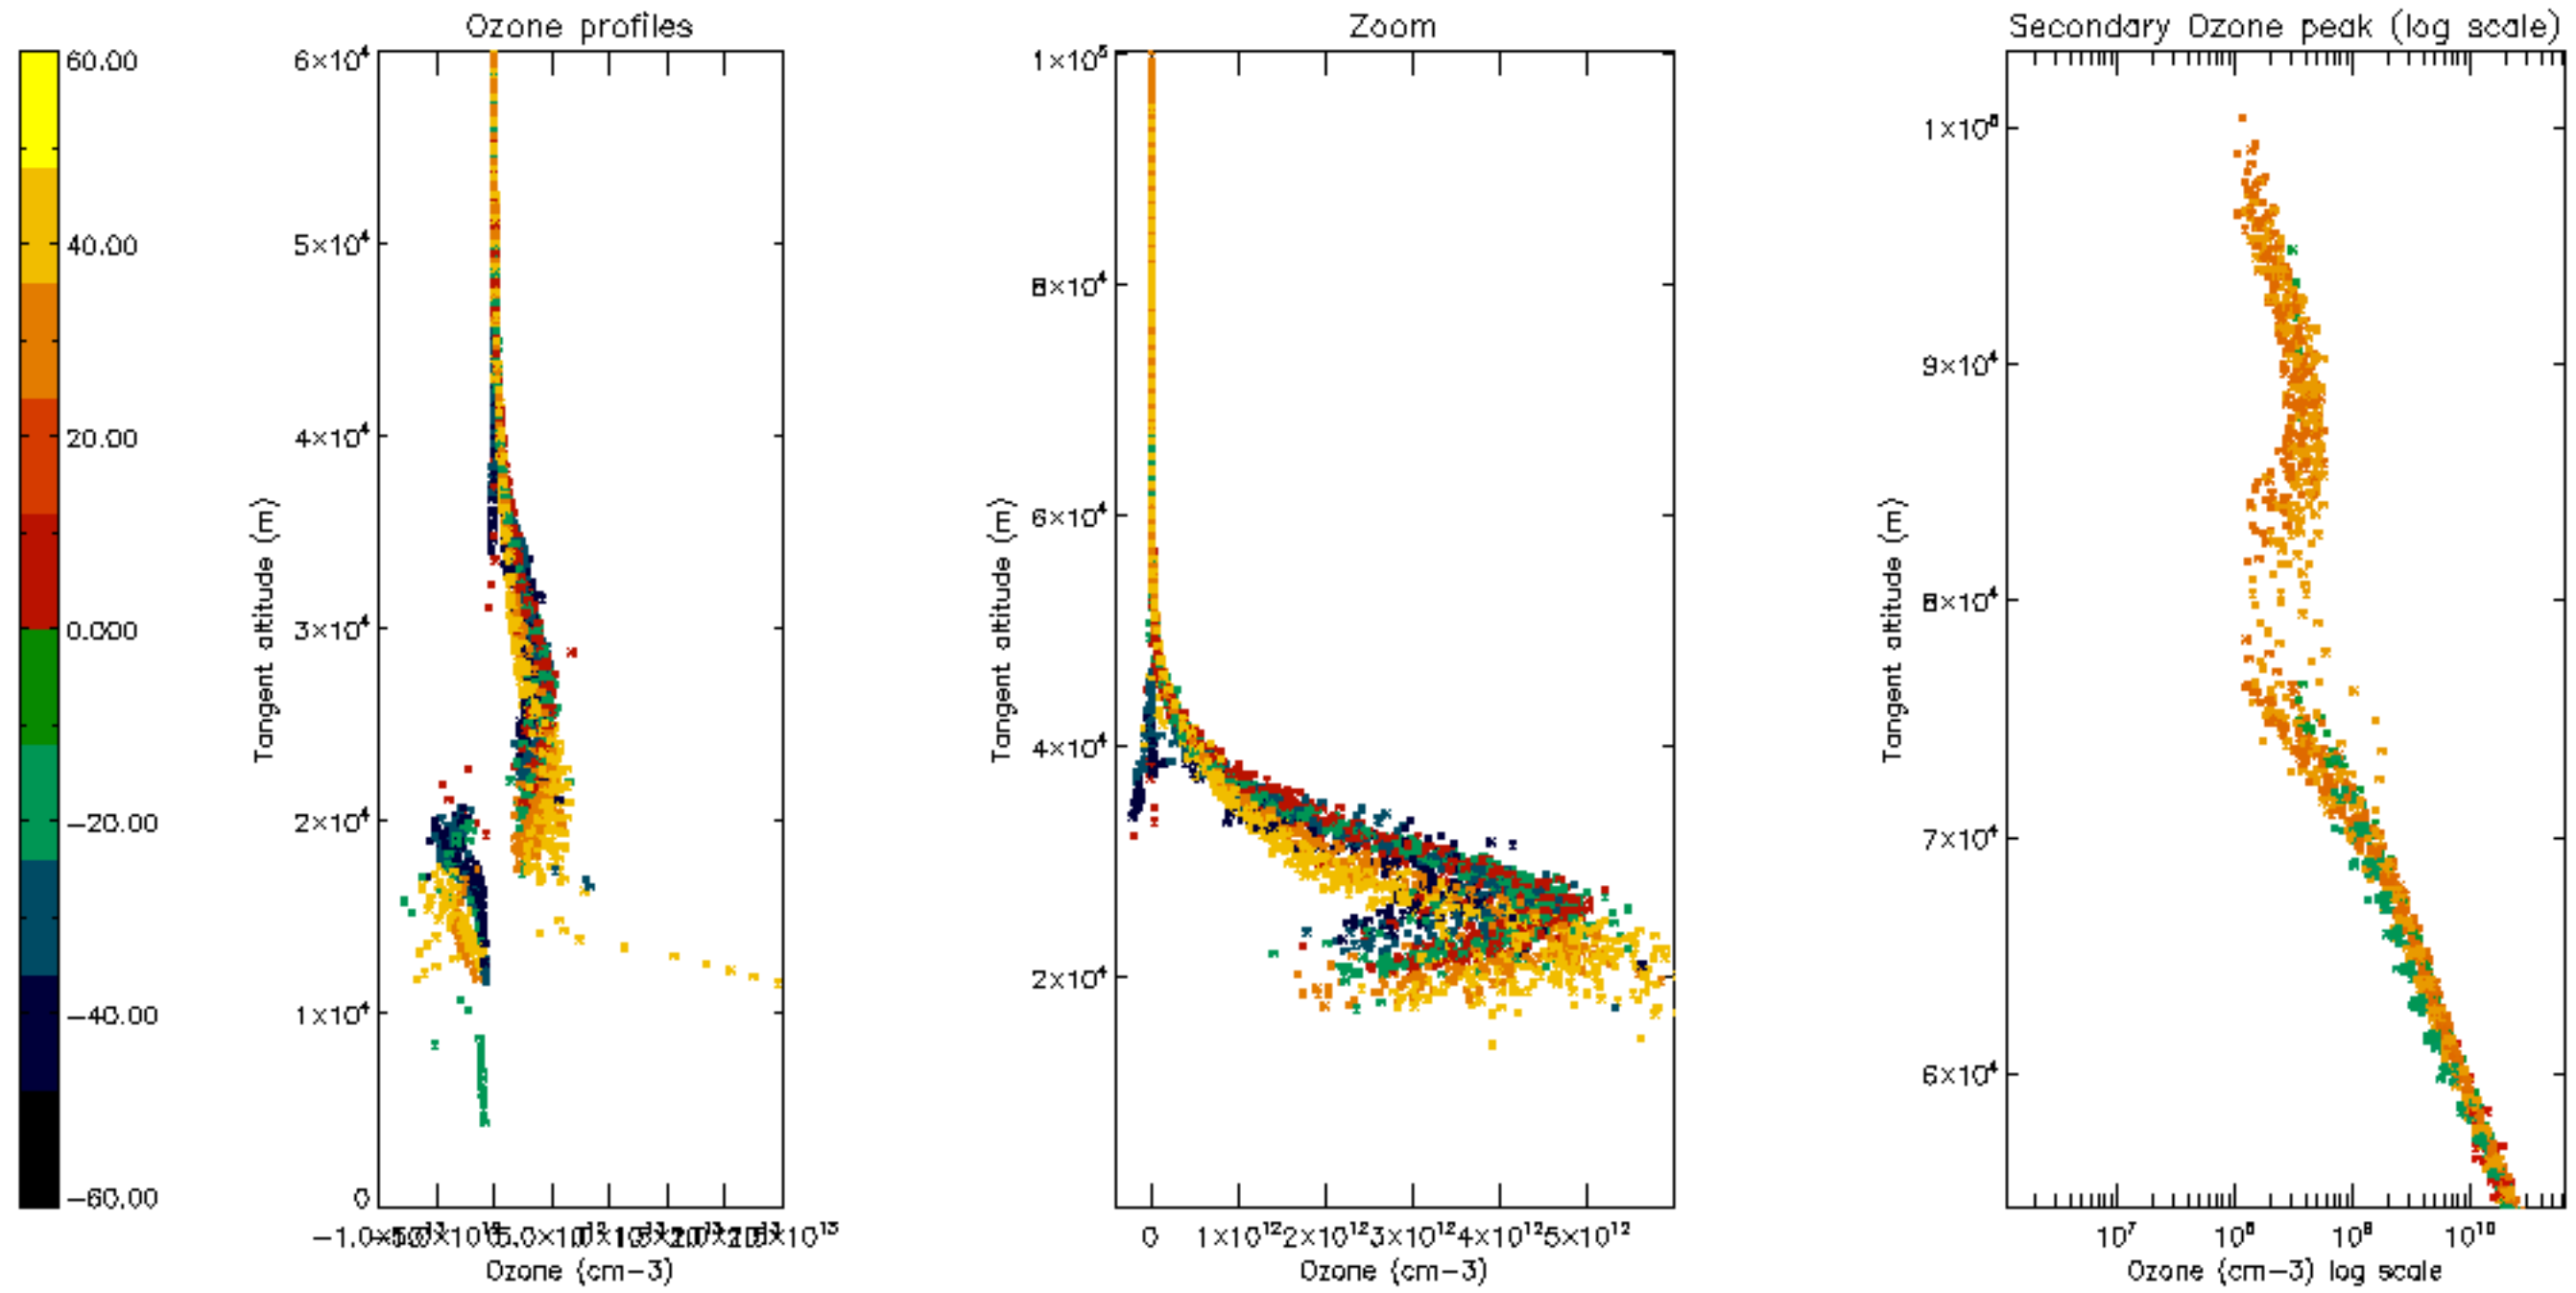 Ozone profiles
Zoom
Secondary Ozone peak (log scale)
60.00
40.00
20.00
0.00
−20.00
−40.00
−60.00
6×10⁴
5×10⁴
4×10⁴
3×10⁴
2×10⁴
1×10⁴
0
Tangent altitude (m)
Ozone (cm−3)
1×10⁵
8×10⁴
6×10⁴
4×10⁴
2×10⁴
Tangent altitude (m)
0 1×10¹² 2×10¹² 3×10¹² 4×10¹² 5×10¹²
Ozone (cm−3)
1×10⁵
9×10⁴
8×10⁴
7×10⁴
6×10⁴
Tangent altitude (m)
10⁷ 10⁸ 10⁹ 10¹⁰
Ozone (cm−3) log scale